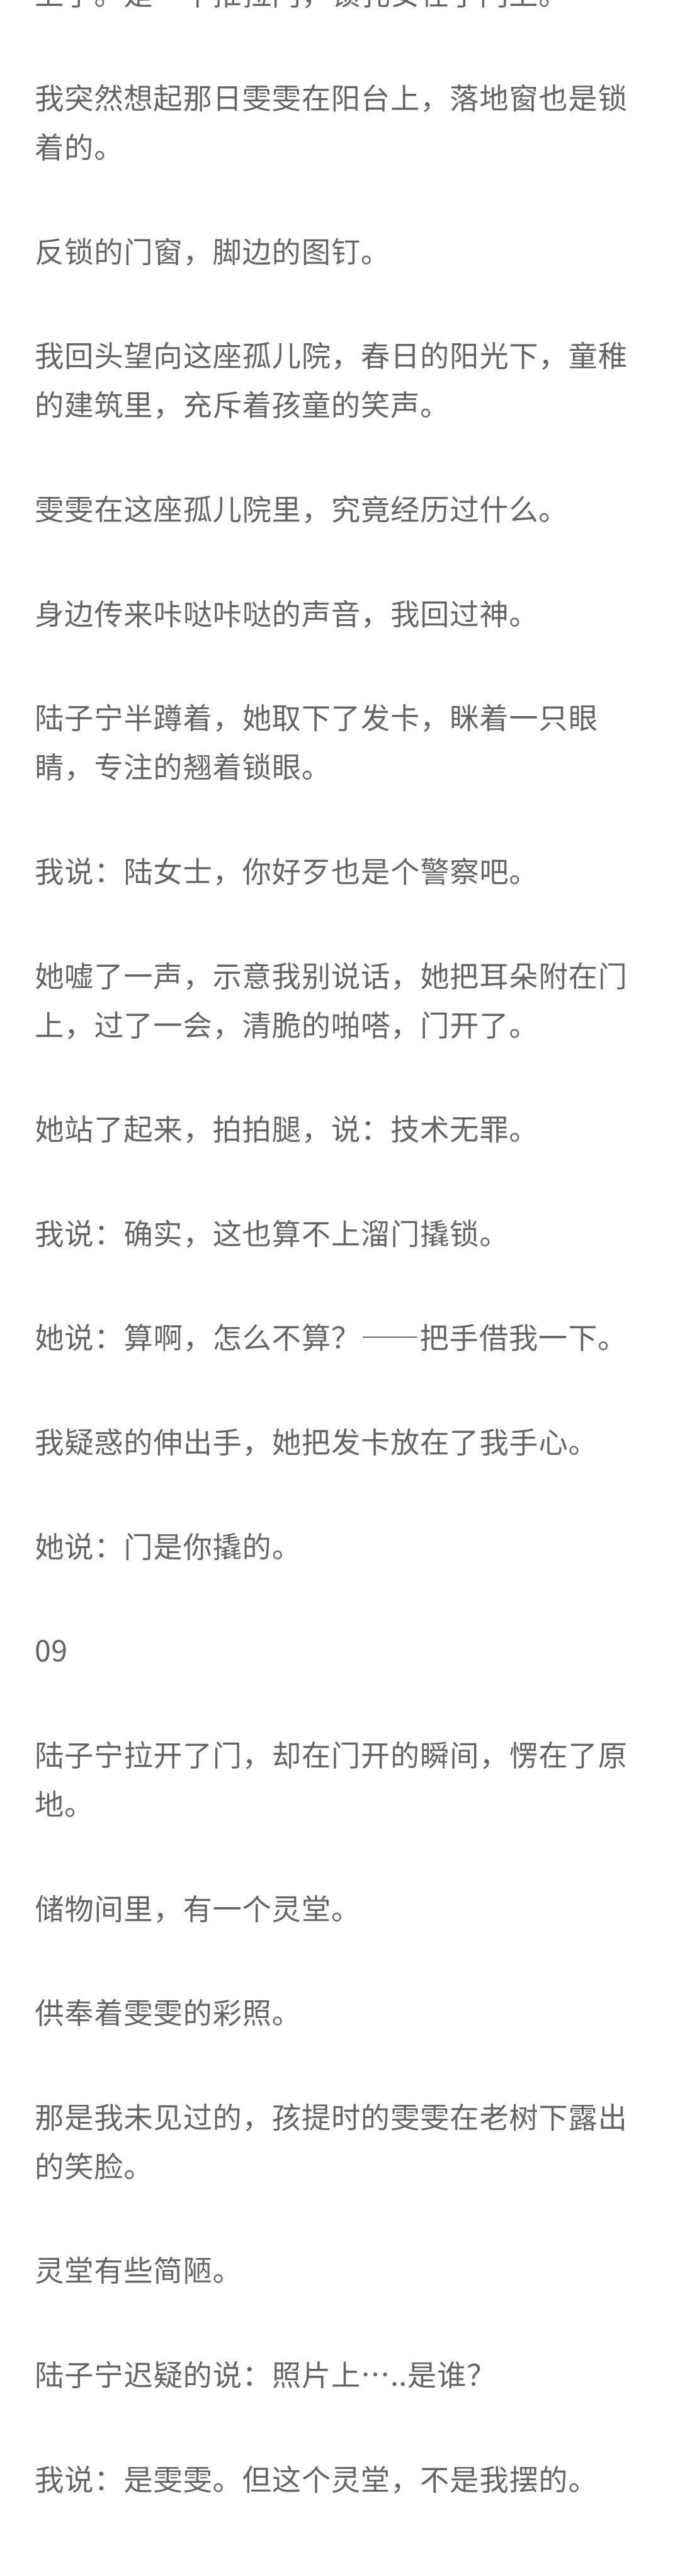 我突然想起那日雯雯在阳台上，落地窗也是锁
着的。
反锁的门窗，脚边的图钉。
我回头望向这座孤儿院，春日的阳光下，童稚
的建筑里，充斥着孩童的笑声。
雯雯在这座孤儿院里，究竟经历过什么。
身边传来咔哒咔哒的声音，我回过神。
陆子宁半蹲着，她取下了发卡，眯着一只眼
睛，专注的翘着锁眼。
我说：陆女士，你好歹也是个警察吧。
她嘘了一声，示意我别说话，她把耳朵附在门
上，过了一会，清脆的啪嗒，门开了。
她站了起来，拍拍腿，说：技术无罪。
我说：确实，这也算不上溜门撬锁。
她说：算啊，怎么不算？——把手借我一下。
我疑惑的伸出手，她把发卡放在了我手心。
她说：门是你撬的。
09
陆子宁拉开了门，却在门开的瞬间，愣在了原
地。
储物间里，有一个灵堂。
供奉着雯雯的彩照。
那是我未见过的，孩提时的雯雯在老树下露出
的笑脸。
灵堂有些简陋。
陆子宁迟疑的说：照片上…..是谁？
我说：是雯雯。但这个灵堂，不是我摆的。